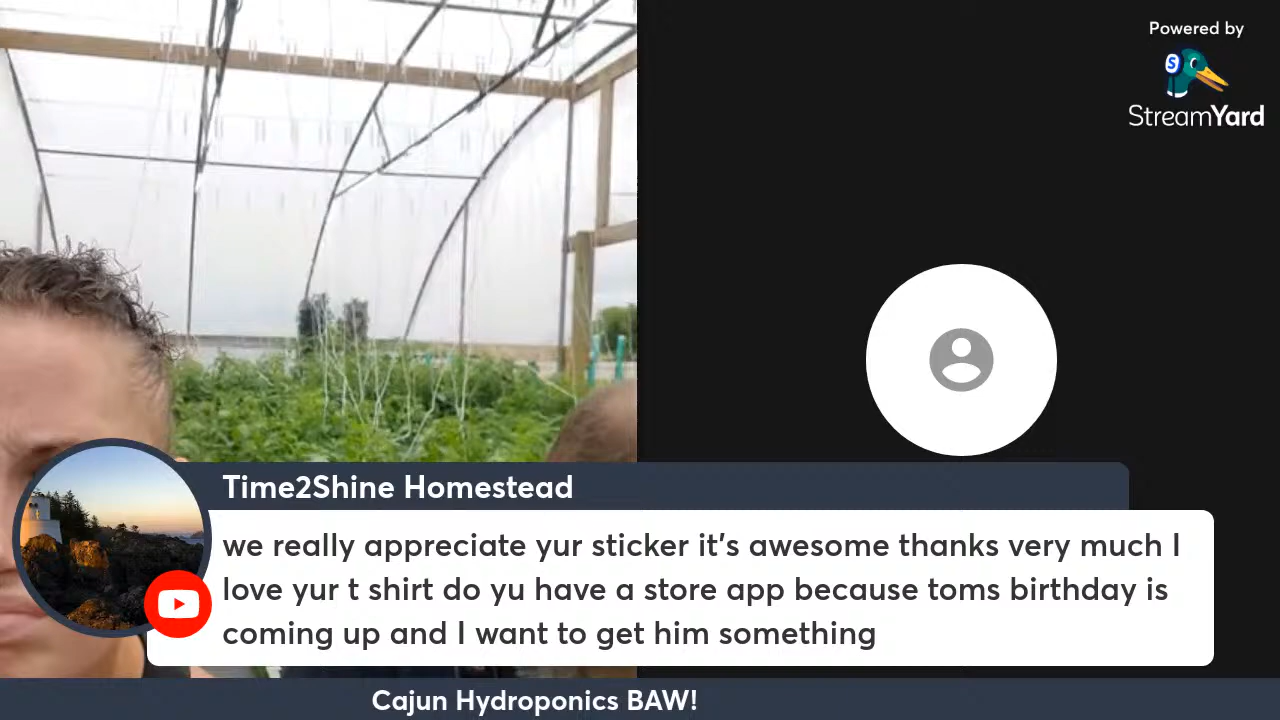 Powered by
S
StreamYard
Time2Shine Homestead
we really appreciate yur sticker it's awesome thanks very much I
love yur t shirt do yu have a store app because toms birthday is
coming up and I want to get him something
Cajun Hydroponics BAW!